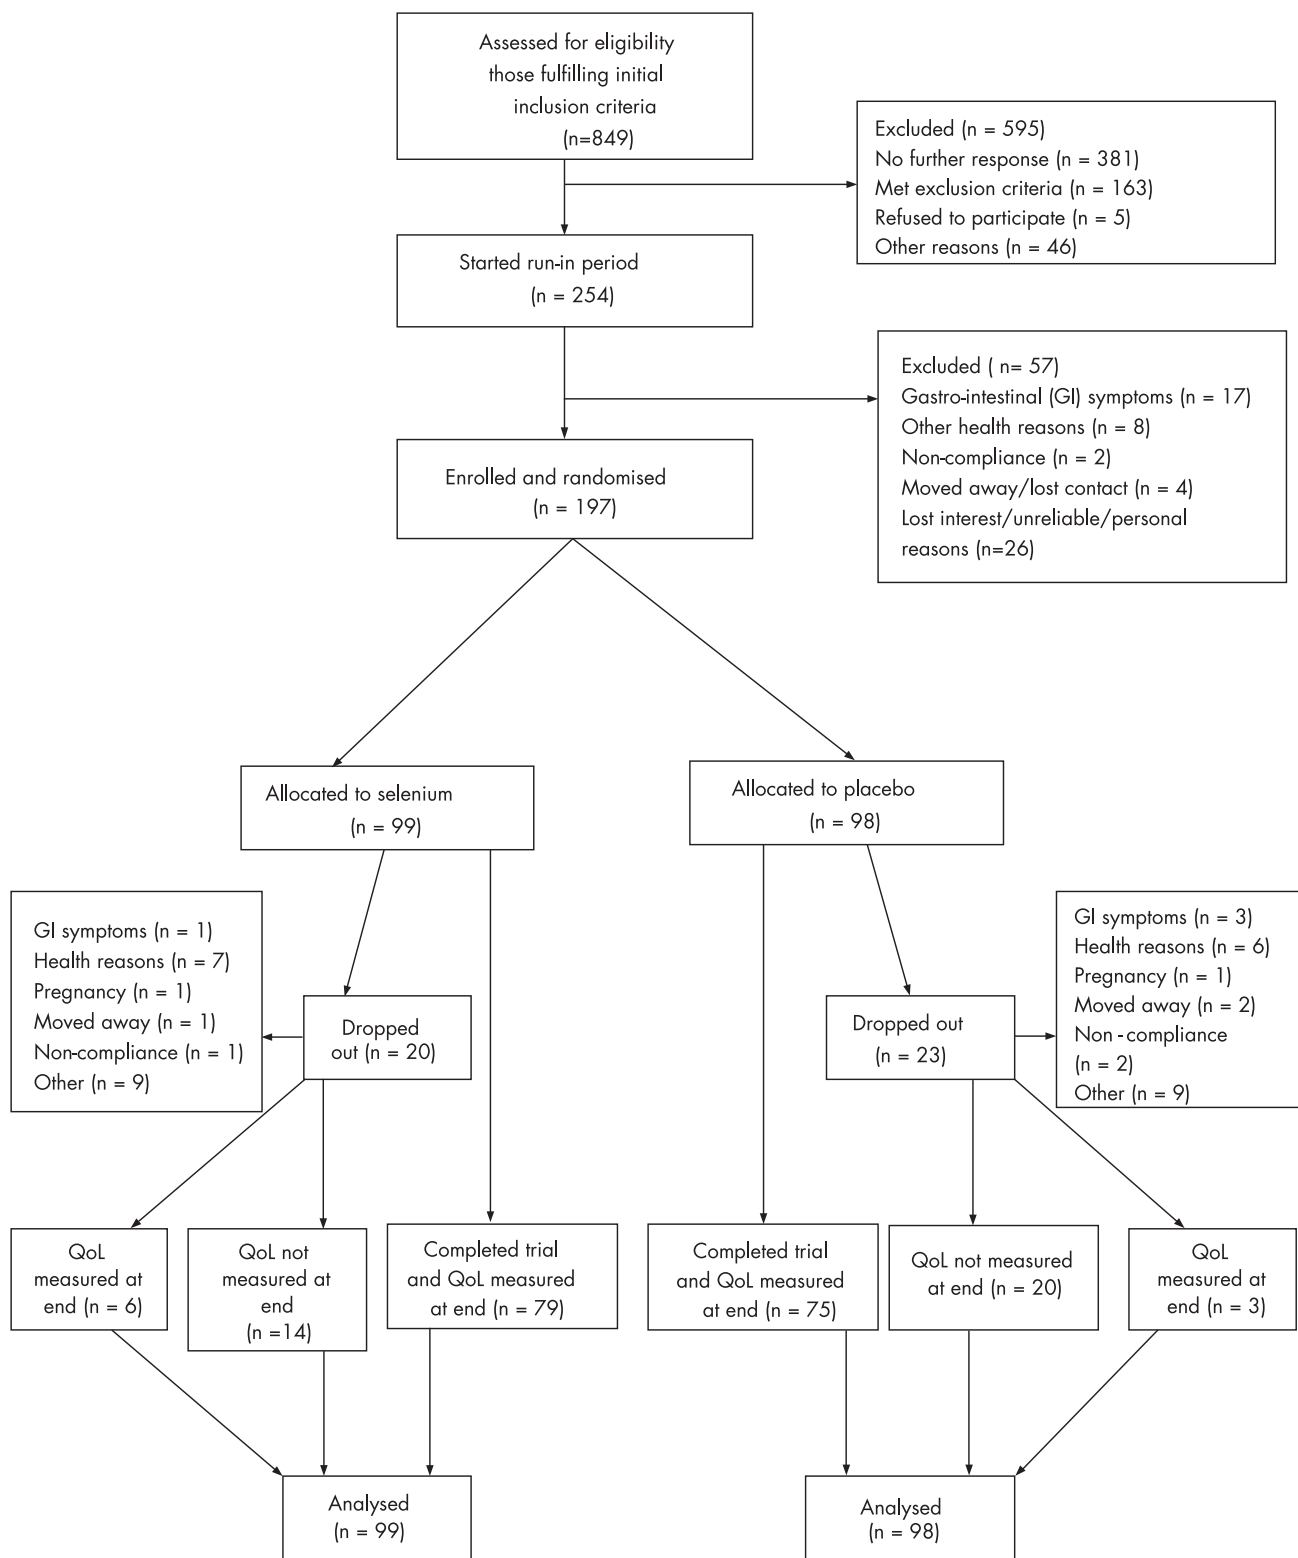 Assessed for eligibility
those fulfilling initial
inclusion criteria
(n=849)
Excluded (n = 595)
No further response (n = 381)
Met exclusion criteria (n = 163)
Refused to participate (n = 5)
Other reasons (n = 46)
Started run-in period
(n = 254)
Excluded ( n= 57)
Gastro-intestinal (GI) symptoms (n = 17)
Other health reasons (n = 8)
Non-compliance (n = 2)
Moved away/lost contact (n = 4)
Lost interest/unreliable/personal
reasons (n=26)
Enrolled and randomised
(n = 197)
Allocated to selenium
(n = 99)
Allocated to placebo
(n = 98)
GI symptoms (n = 1)
Health reasons (n = 7)
Pregnancy (n = 1)
Moved away (n = 1)
Non-compliance (n = 1)
Other (n = 9)
Dropped
out (n = 20)
Dropped out
(n = 23)
GI symptoms (n = 3)
Health reasons (n = 6)
Pregnancy (n = 1)
Moved away (n = 2)
Non - compliance
(n = 2)
Other (n = 9)
QoL
measured at
end (n = 6)
QoL not
measured at
end
(n =14)
Completed trial
and QoL measured
at end (n = 79)
Completed trial
and QoL measured
at end (n = 75)
QoL not measured
at end (n = 20)
QoL
measured at
end (n = 3)
Analysed
(n = 99)
Analysed
(n = 98)